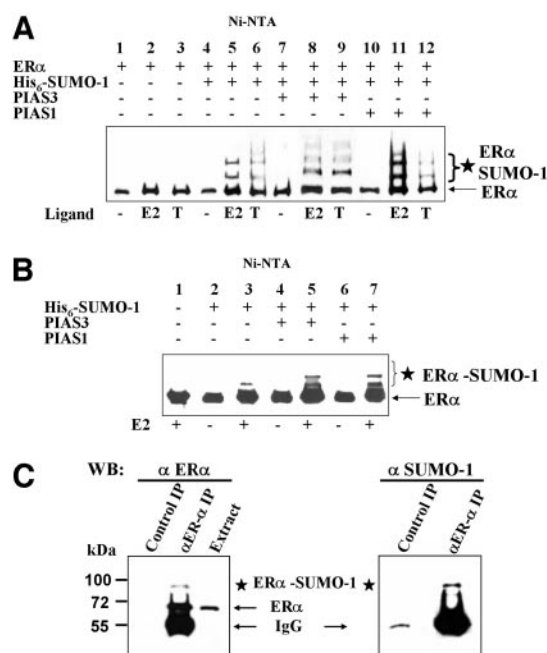 A
Ni-NTA
1 2 3 4 5 6 7 8 9 10 11 12
ERα + + + + + + + + + + + +
His6-SUMO-1 - - - + + + + + + + + +
PIAS3 - - - - - - + + + - - -
PIAS1 - - - - - - - - - + + +
★ ERα
SUMO-1
← ERα
Ligand - E2 T - E2 T - E2 T - E2 T
B
Ni-NTA
1 2 3 4 5 6 7
His6-SUMO-1 - + + + + + +
PIAS3 - - - + + - -
PIAS1 - - - - - + +
★ ERα -SUMO-1
← ERα
E2 + - + - + - +
C
WB: α ERα α SUMO-1
Control IP αER-α IP Extract Control IP αER-α IP
kDa
100 ★ ERα -SUMO-1 ★
72 ← ERα
55 ← IgG →